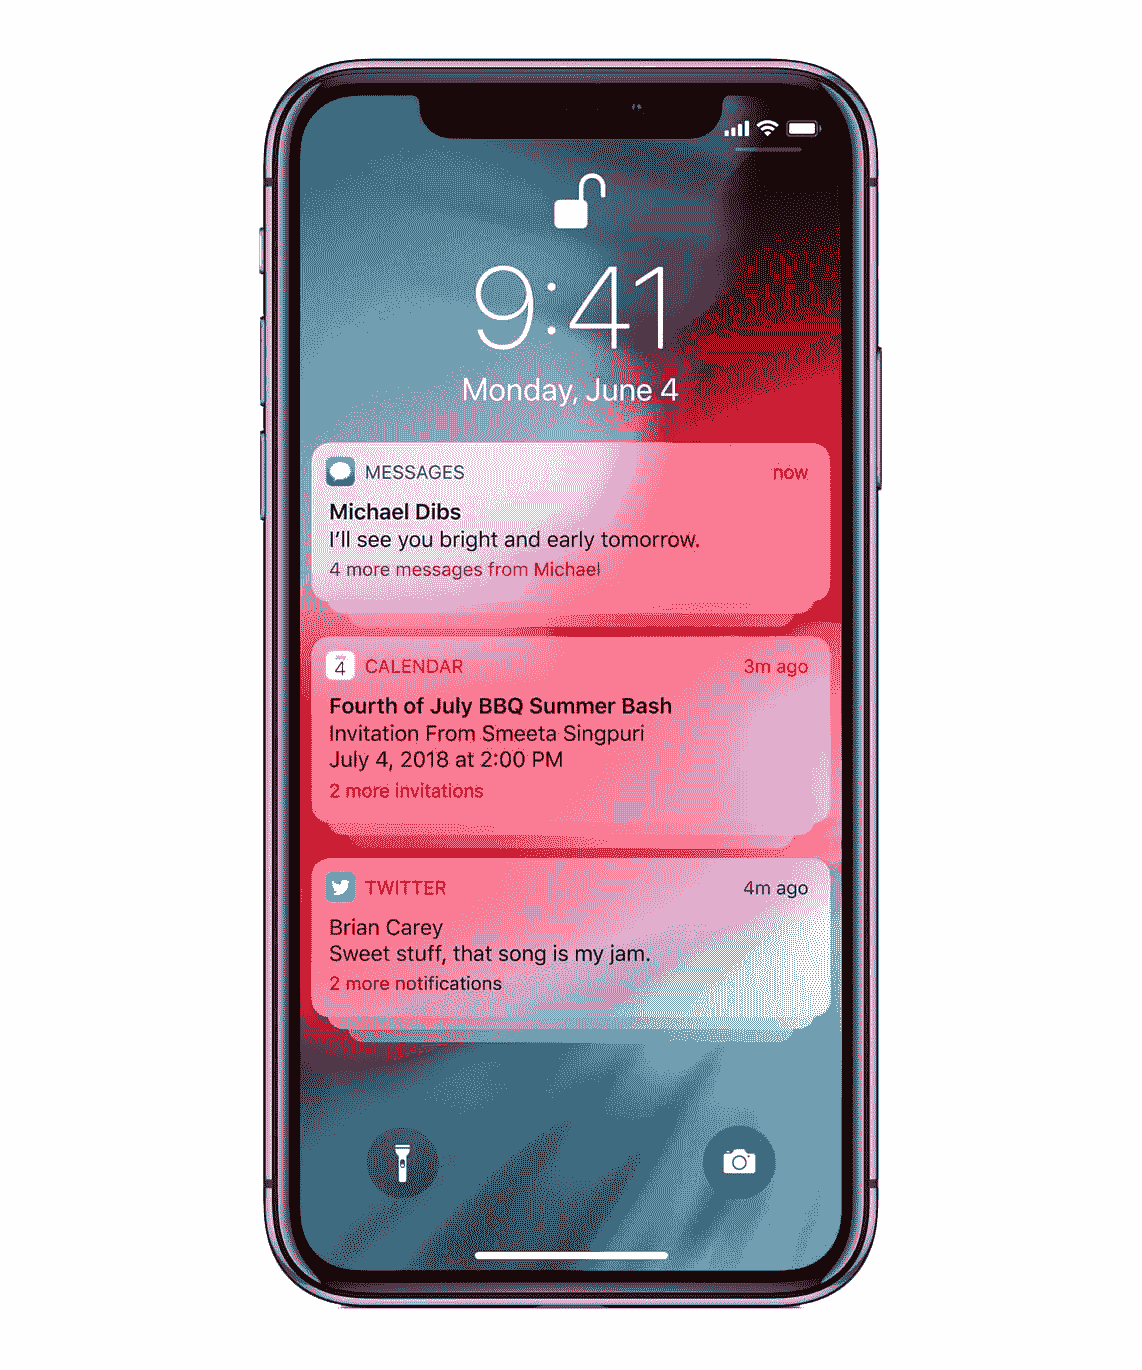 9:41
Monday, June 4
MESSAGES now
Michael Dibs
I'll see you bright and early tomorrow.
4 more messages from Michael
July
4
CALENDAR 3m ago
Fourth of July BBQ Summer Bash
Invitation From Smeeta Singpuri
July 4, 2018 at 2:00 PM
2 more invitations
TWITTER 4m ago
Brian Carey
Sweet stuff, that song is my jam.
2 more notifications